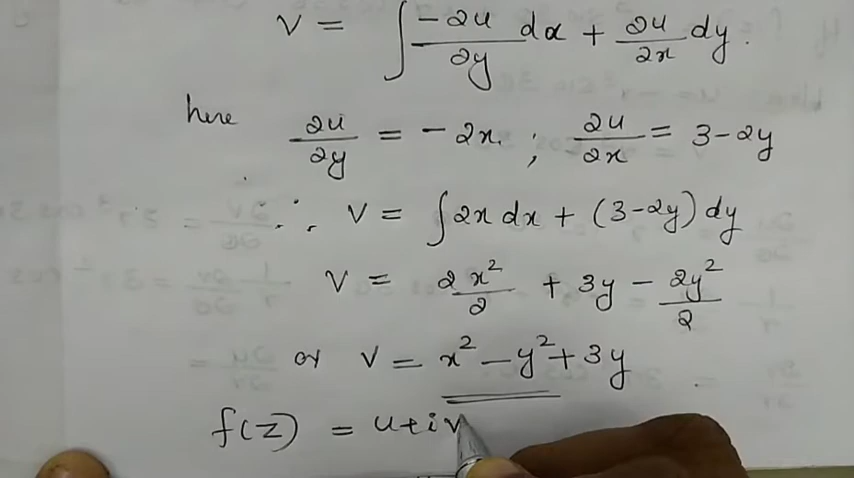 V = ∫ -∂u/∂y dx + ∂u/∂x dy.
here ∂u/∂y = -2x. ; ∂u/∂x = 3-2y
∴ V = ∫ 2x dx + (3-2y) dy
V = 2x²/2 + 3y - 2y²/2
or V = x² - y² + 3y
f(z) = u+iv